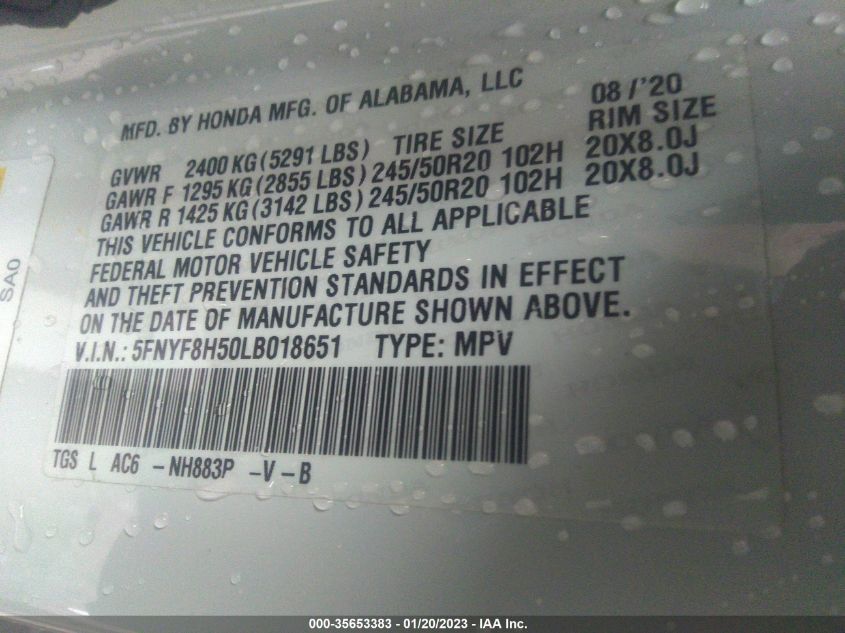 MFD. BY HONDA MFG. OF ALABAMA, LLC 08 / '20
GVWR 2400 KG (5291 LBS) TIRE SIZE RIM SIZE
GAWR F 1295 KG (2855 LBS) 245/50R20 102H 20X8.0J
GAWR R 1425 KG (3142 LBS) 245/50R20 102H 20X8.0J
THIS VEHICLE CONFORMS TO ALL APPLICABLE
FEDERAL MOTOR VEHICLE SAFETY
AND THEFT PREVENTION STANDARDS IN EFFECT
ON THE DATE OF MANUFACTURE SHOWN ABOVE.
V.I.N.: 5FNYF8H50LB018651 TYPE: MPV
TGS L AC6 -NH883P -V-B
SA0
000-35653383 - 01/20/2023 - IAA Inc.